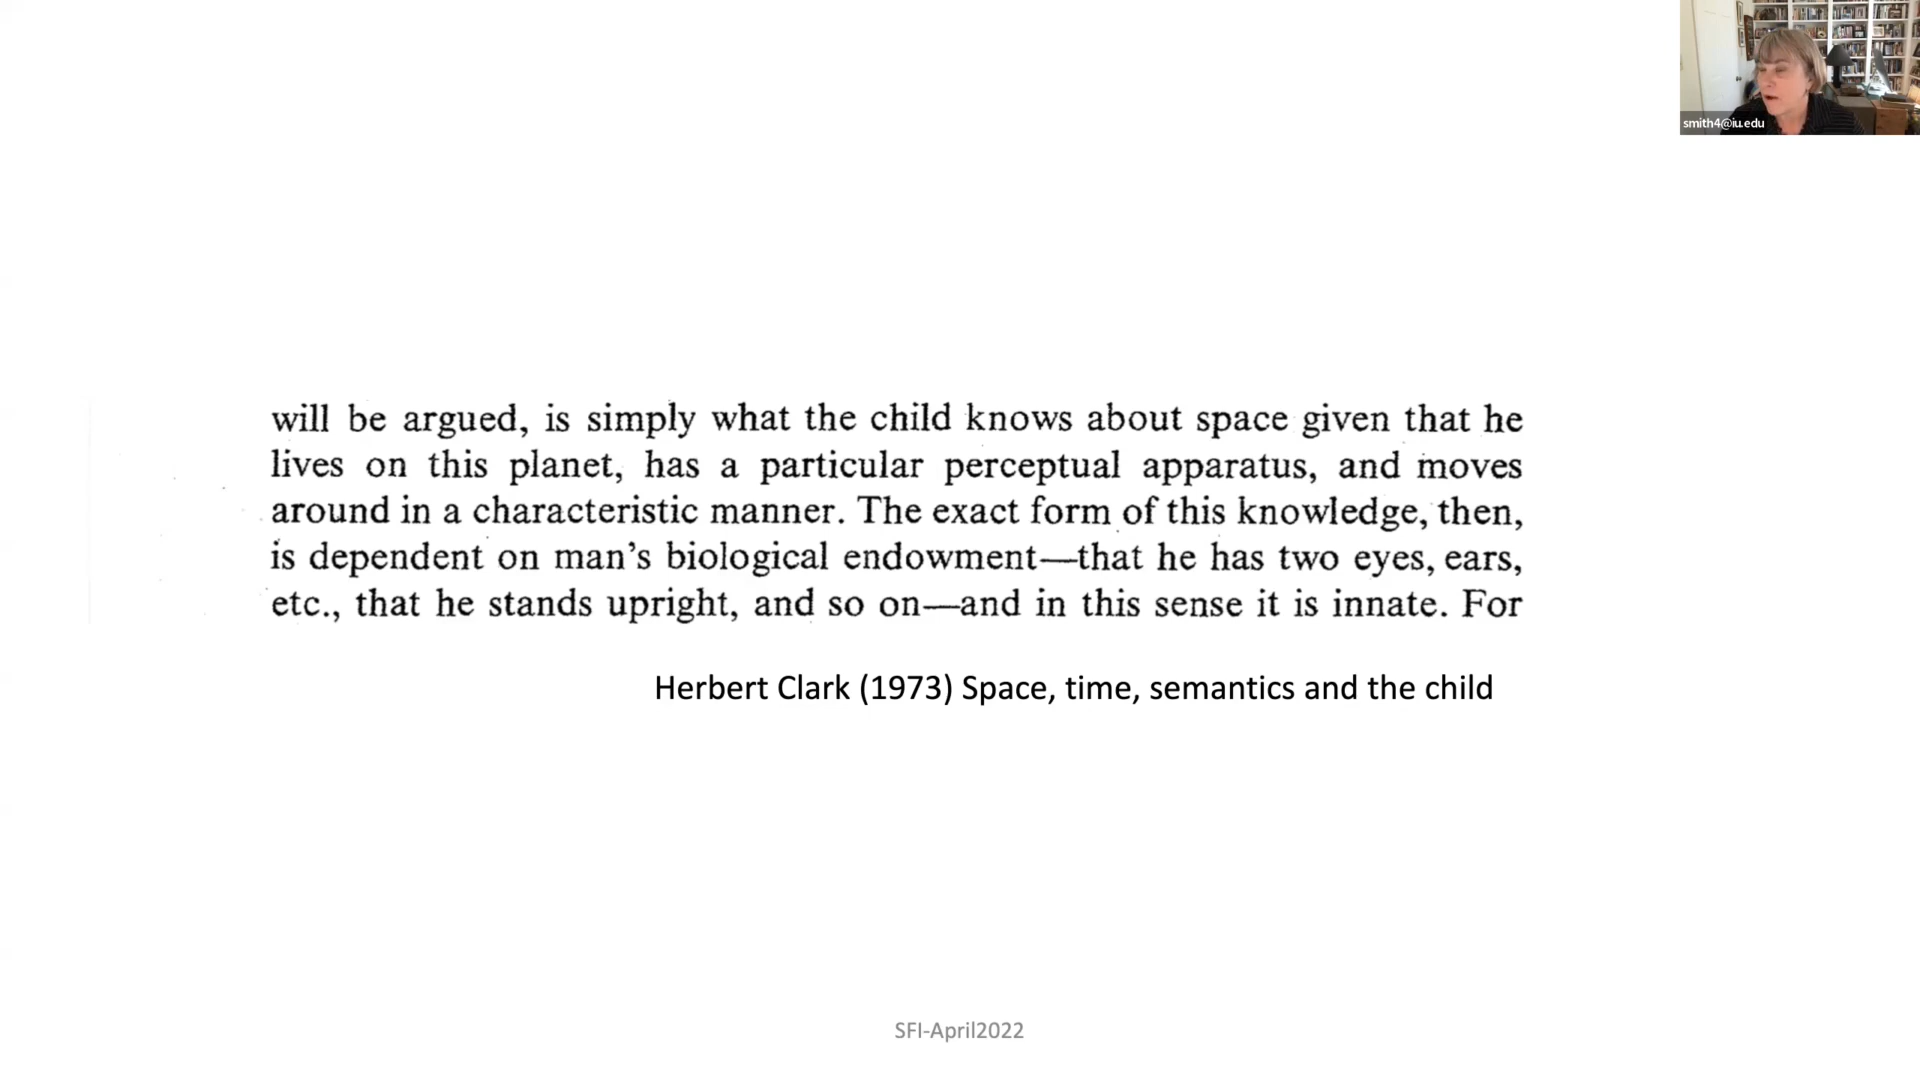 smith4@iu.edu
will be argued, is simply what the child knows about space given that he
lives on this planet, has a particular perceptual apparatus, and moves
around in a characteristic manner. The exact form of this knowledge, then,
is dependent on man’s biological endowment—that he has two eyes, ears,
etc., that he stands upright, and so on—and in this sense it is innate. For
Herbert Clark (1973) Space, time, semantics and the child
SFI-April2022